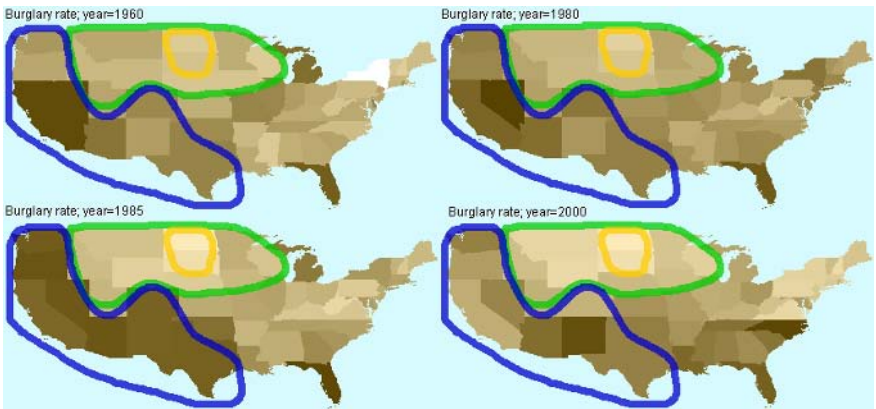 Burglary rate; year=1960
Burglary rate; year=1980
Burglary rate; year=1985
Burglary rate; year=2000